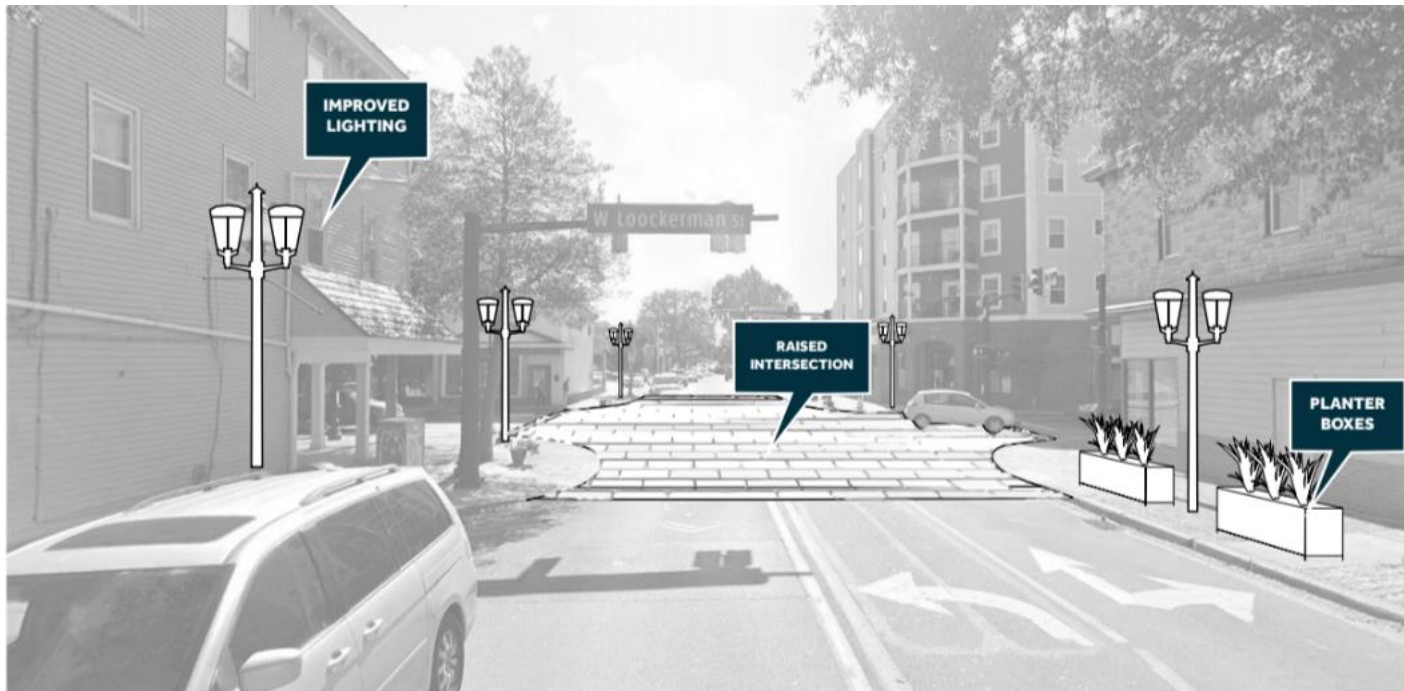 IMPROVED
LIGHTING
W Loockerman St
RAISED
INTERSECTION
PLANTER
BOXES